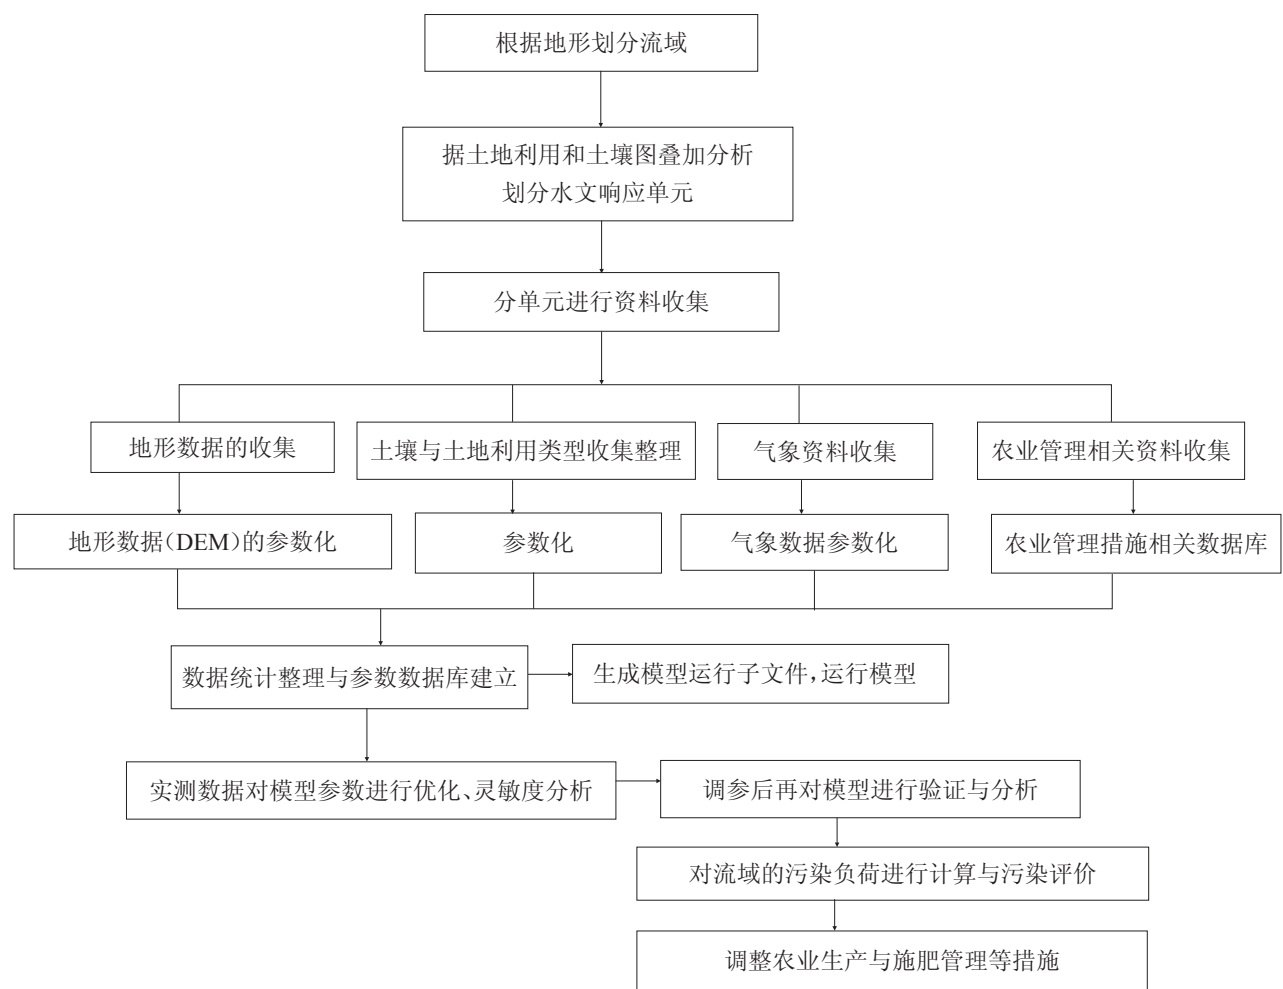 根据地形划分流域
据土地利用和土壤图叠加分析
划分水文响应单元
分单元进行资料收集
地形数据的收集
土壤与土地利用类型收集整理
气象资料收集
农业管理相关资料收集
地形数据(DEM)的参数化
参数化
气象数据参数化
农业管理措施相关数据库
数据统计整理与参数数据库建立
生成模型运行子文件,运行模型
实测数据对模型参数进行优化、灵敏度分析
调参后再对模型进行验证与分析
对流域的污染负荷进行计算与污染评价
调整农业生产与施肥管理等措施